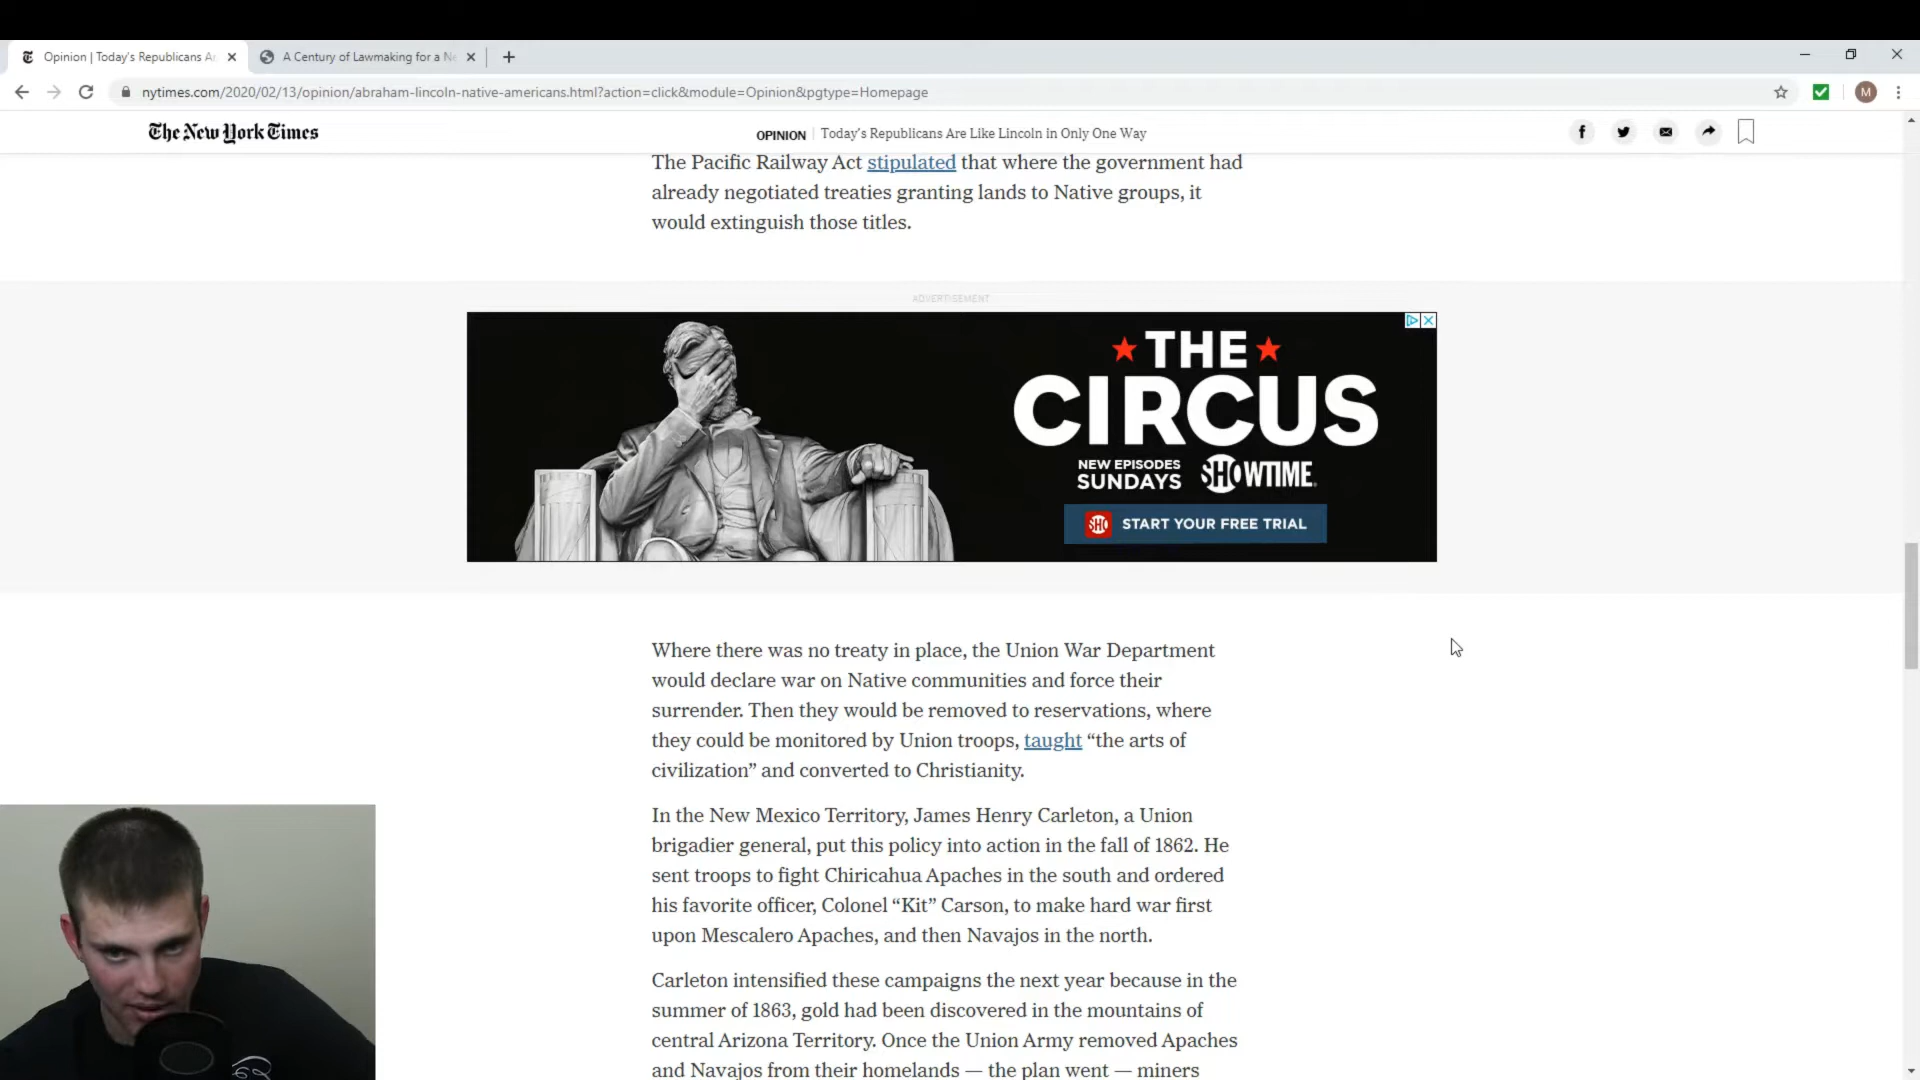 Opinion | Today's Republicans Ar
A Century of Lawmaking for a Ne
nytimes.com/2020/02/13/opinion/abraham-lincoln-native-americans.html?action=click&module=Opinion&pgtype=Homepage
M
The New York Times
OPINION | Today's Republicans Are Like Lincoln in Only One Way
The Pacific Railway Act stipulated that where the government had
already negotiated treaties granting lands to Native groups, it
would extinguish those titles.
ADVERTISEMENT
THE
CIRCUS
NEW EPISODES
SUNDAYS
SHOWTIME
SHO START YOUR FREE TRIAL
Where there was no treaty in place, the Union War Department
would declare war on Native communities and force their
surrender. Then they would be removed to reservations, where
they could be monitored by Union troops, taught “the arts of
civilization” and converted to Christianity.
In the New Mexico Territory, James Henry Carleton, a Union
brigadier general, put this policy into action in the fall of 1862. He
sent troops to fight Chiricahua Apaches in the south and ordered
his favorite officer, Colonel “Kit” Carson, to make hard war first
upon Mescalero Apaches, and then Navajos in the north.
Carleton intensified these campaigns the next year because in the
summer of 1863, gold had been discovered in the mountains of
central Arizona Territory. Once the Union Army removed Apaches
and Navajos from their homelands — the plan went — miners